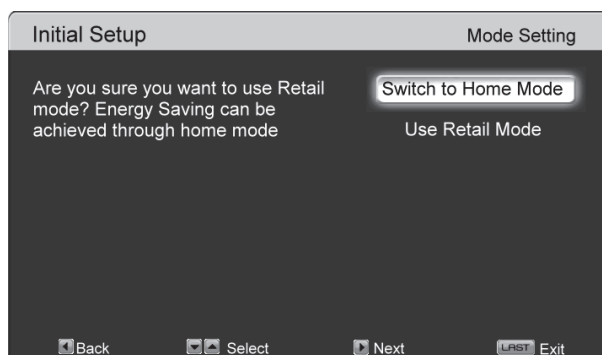 Initial Setup
Mode Setting
Are you sure you want to use Retail
mode? Energy Saving can be
achieved through home mode
Switch to Home Mode
Use Retail Mode
Back
Select
Next
LAST Exit